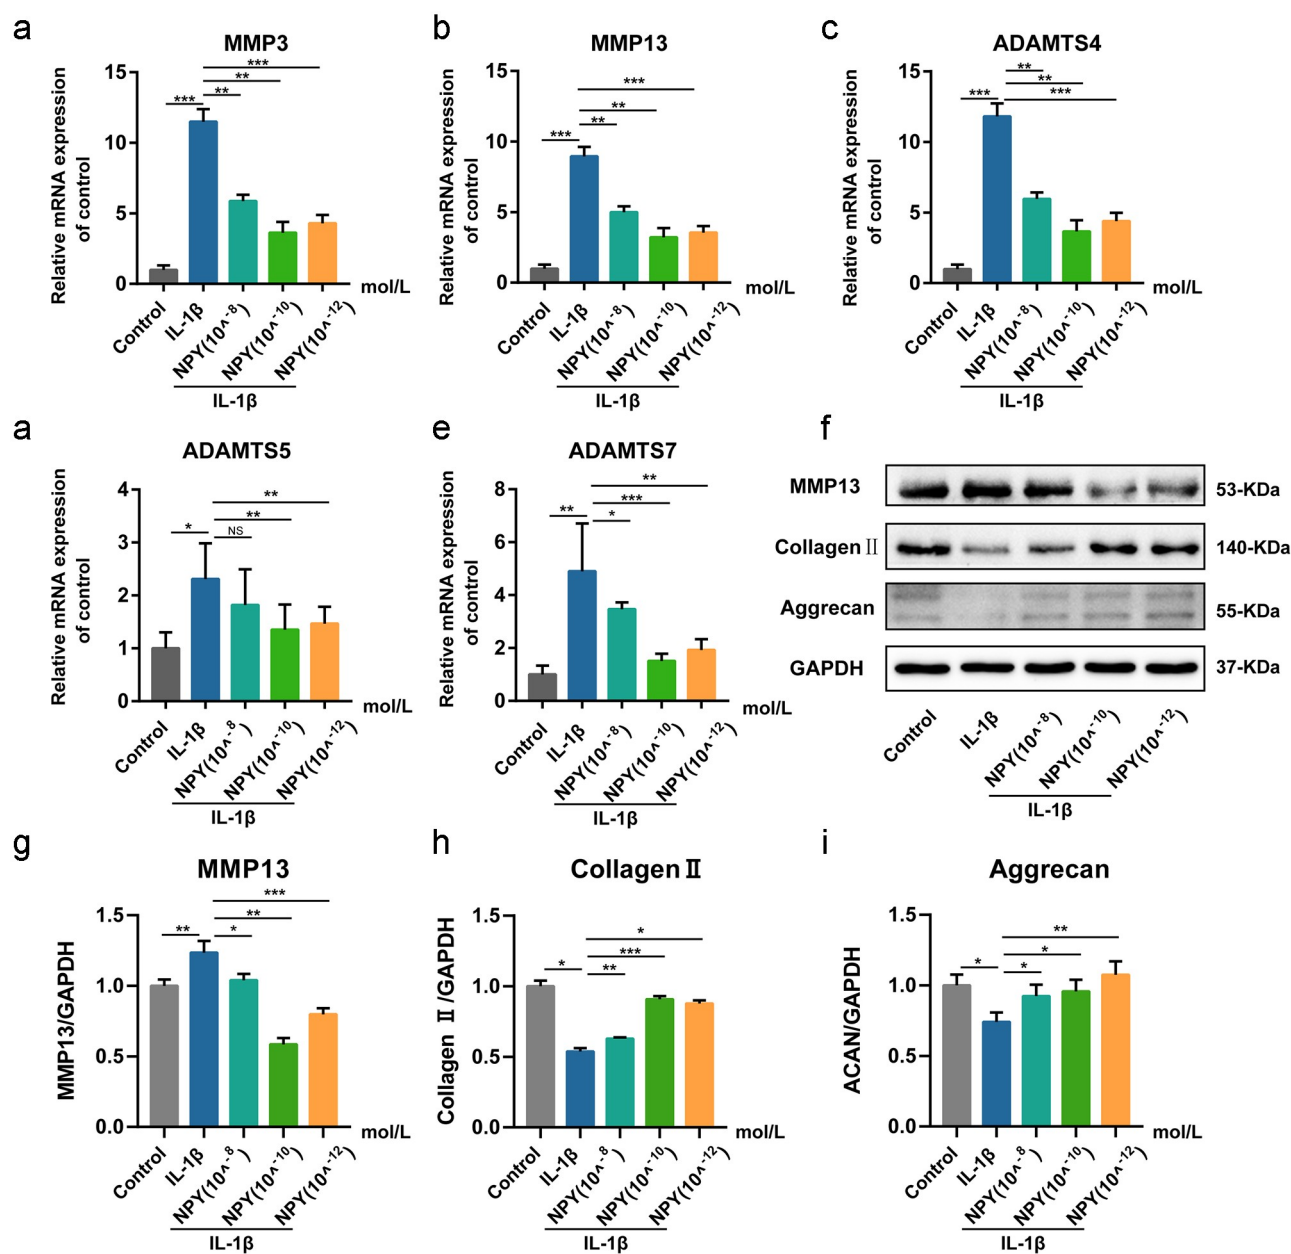 a
MMP3
Relative mRNA expression
of control
15
10
5
0
***
**
**
***
mol/L
Control
IL-1β
NPY(10^-8)
NPY(10^-10)
NPY(10^-12)
IL-1β
b
MMP13
Relative mRNA expression
of control
15
10
5
0
***
**
**
***
mol/L
Control
IL-1β
NPY(10^-8)
NPY(10^-10)
NPY(10^-12)
IL-1β
c
ADAMTS4
Relative mRNA expression
of control
15
10
5
0
**
**
***
***
mol/L
Control
IL-1β
NPY(10^-8)
NPY(10^-10)
NPY(10^-12)
IL-1β
a
ADAMTS5
Relative mRNA expression
of control
4
3
2
1
0
**
**
NS
*
mol/L
Control
IL-1β
NPY(10^-8)
NPY(10^-10)
NPY(10^-12)
IL-1β
e
ADAMTS7
Relative mRNA expression
of control
8
6
4
2
0
**
***
*
**
mol/L
Control
IL-1β
NPY(10^-8)
NPY(10^-10)
NPY(10^-12)
IL-1β
f
MMP13 53-KDa
Collagen Ⅱ 140-KDa
Aggrecan 55-KDa
GAPDH 37-KDa
Control
IL-1β
NPY(10^-8)
NPY(10^-10)
NPY(10^-12)
IL-1β
g
MMP13
MMP13/GAPDH
1.5
1.0
0.5
0.0
***
**
*
**
mol/L
Control
IL-1β
NPY(10^-8)
NPY(10^-10)
NPY(10^-12)
IL-1β
h
Collagen Ⅱ
Collagen Ⅱ/GAPDH
1.5
1.0
0.5
0.0
*
***
**
*
mol/L
Control
IL-1β
NPY(10^-8)
NPY(10^-10)
NPY(10^-12)
IL-1β
i
Aggrecan
ACAN/GAPDH
1.5
1.0
0.5
0.0
**
*
*
*
mol/L
Control
IL-1β
NPY(10^-8)
NPY(10^-10)
NPY(10^-12)
IL-1β